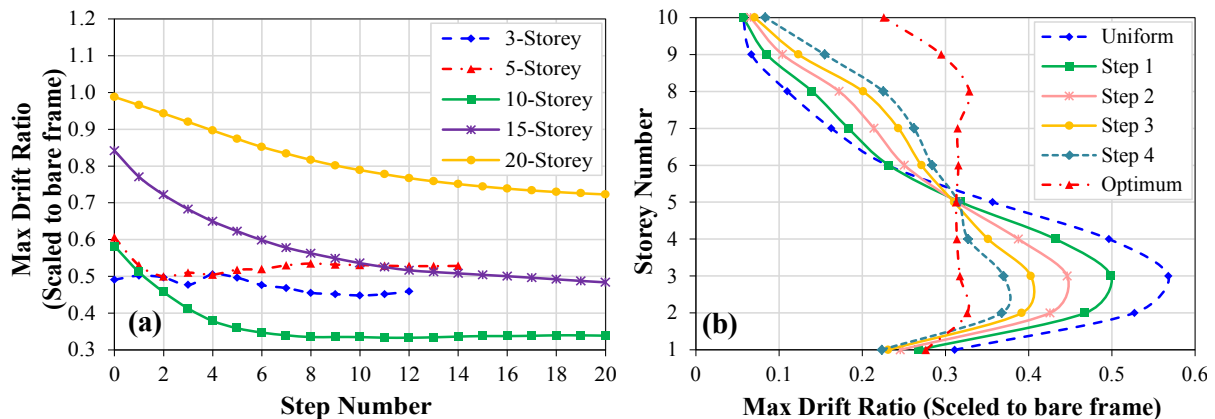 Max Drift Ratio
(Scaled to bare frame)
1.2
1.1
1.0
0.9
0.8
0.7
0.6
0.5
0.4
0.3
3-Storey
5-Storey
10-Storey
15-Storey
20-Storey
(a)
0 2 4 6 8 10 12 14 16 18 20
Step Number
Storey Number
10
9
8
7
6
5
4
3
2
1
Uniform
Step 1
Step 2
Step 3
Step 4
Optimum
(b)
0 0.1 0.2 0.3 0.4 0.5 0.6
Max Drift Ratio (Sceled to bare frame)